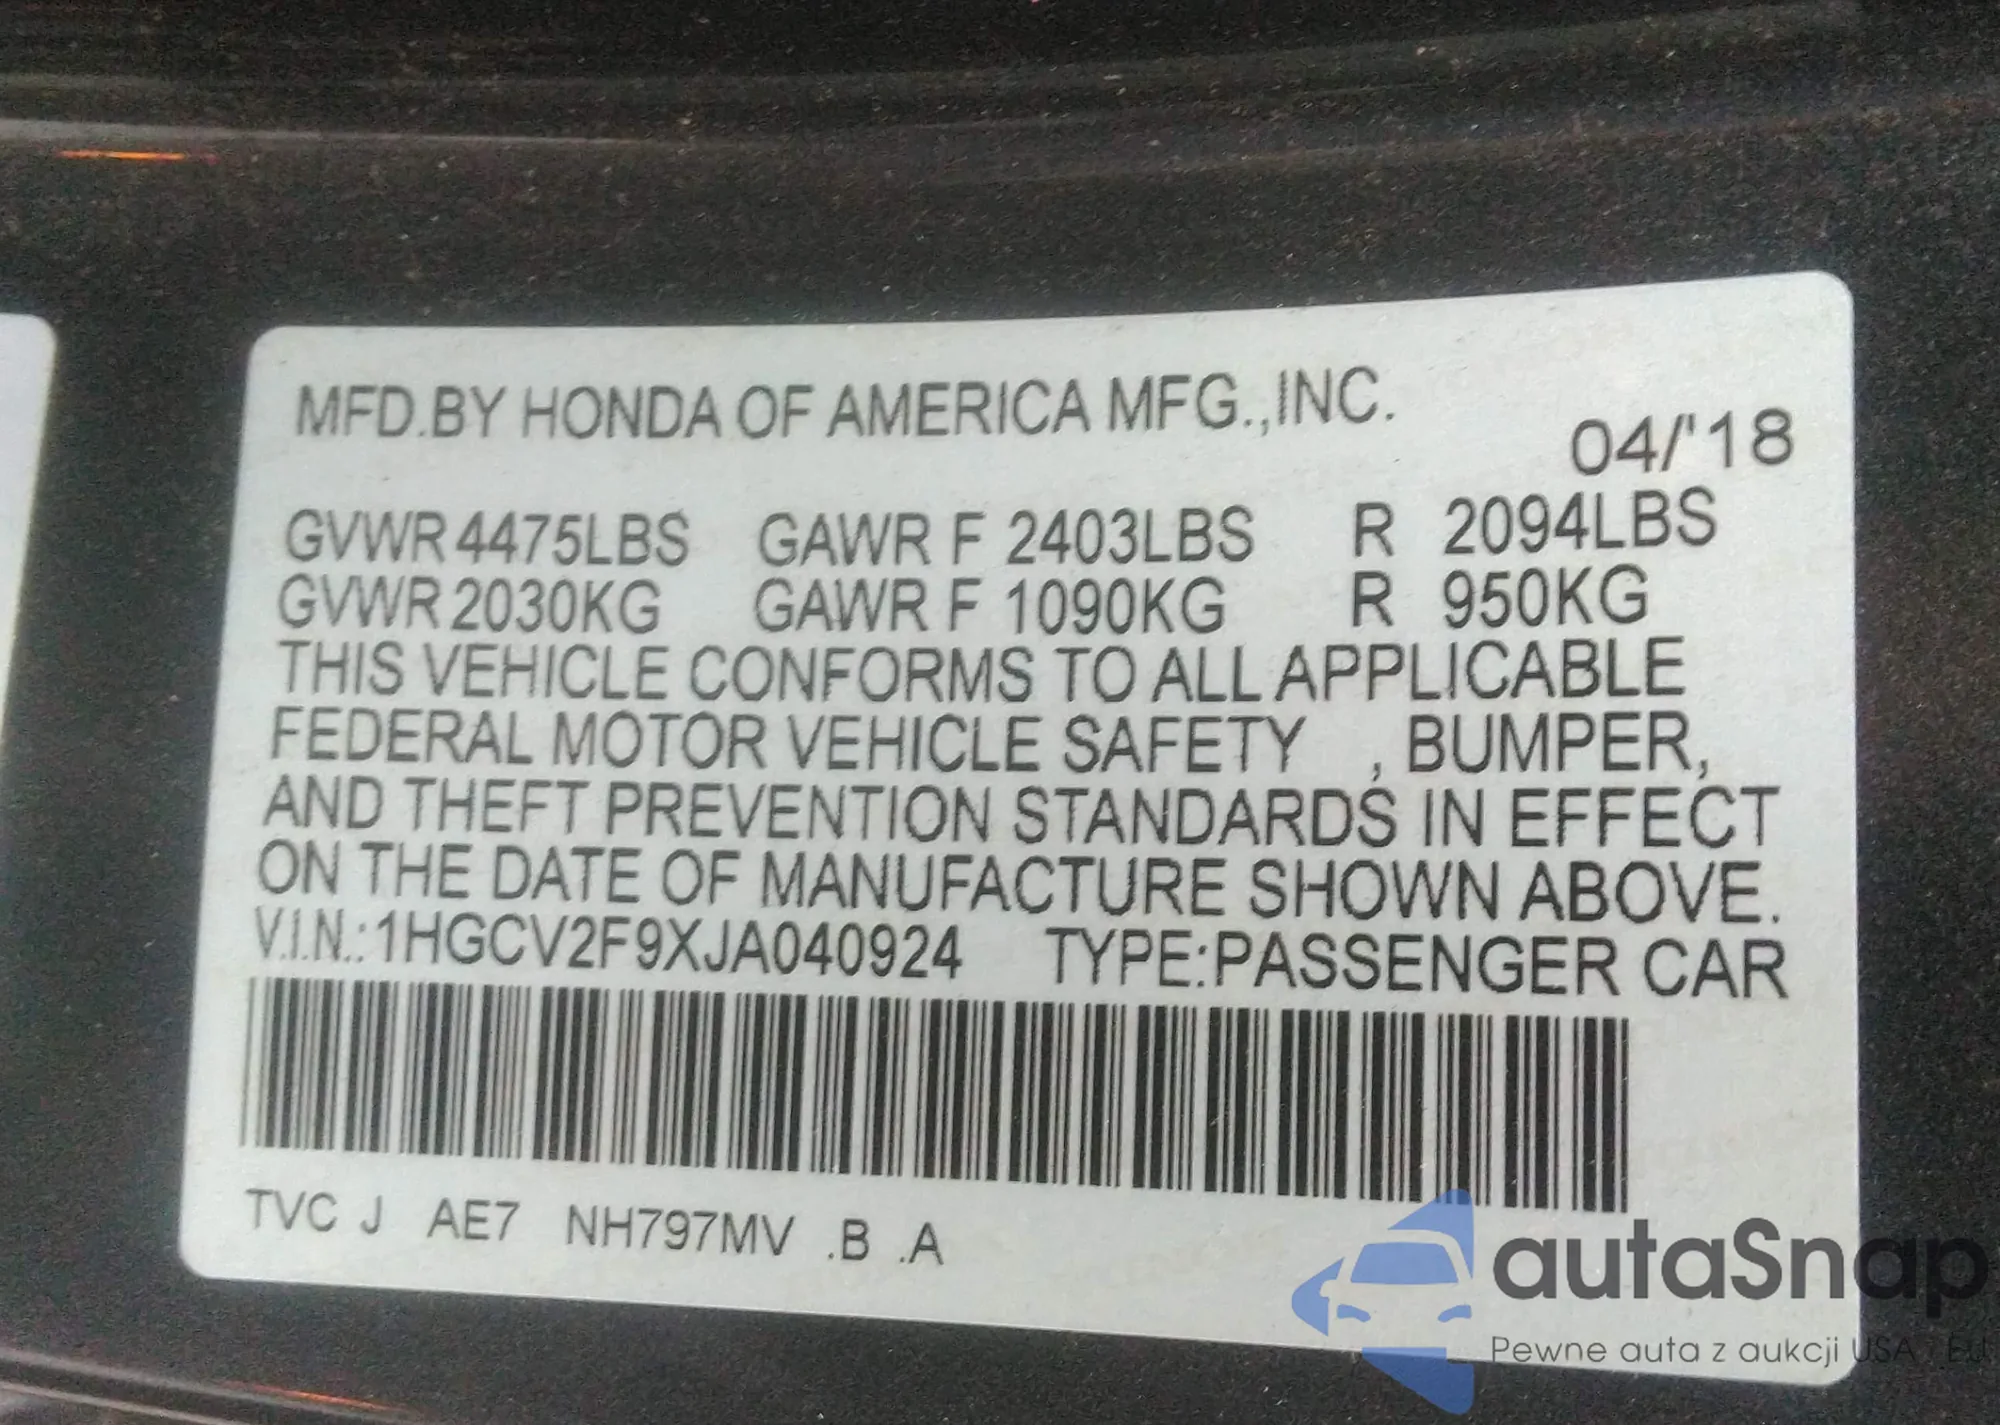 MFD.BY HONDA OF AMERICA MFG.,INC.
04/'18
GVWR 4475LBS GAWR F 2403LBS R 2094LBS
GVWR 2030KG GAWR F 1090KG R 950KG
THIS VEHICLE CONFORMS TO ALL APPLICABLE
FEDERAL MOTOR VEHICLE SAFETY , BUMPER,
AND THEFT PREVENTION STANDARDS IN EFFECT
ON THE DATE OF MANUFACTURE SHOWN ABOVE.
V.I.N.:1HGCV2F9XJA040924 TYPE:PASSENGER CAR
TVC J AE7 NH797MV .B .A
autaSnap
Pewne auta z aukcji USA i EU